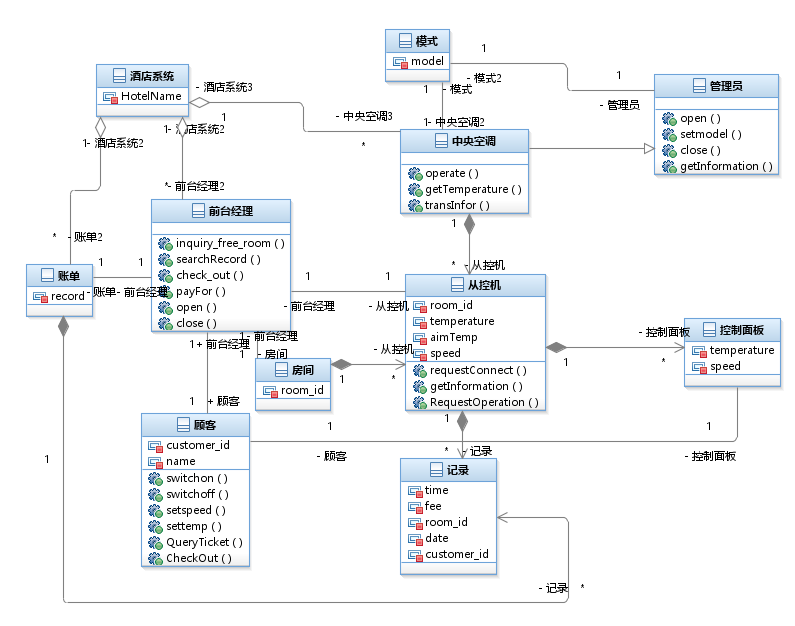 模式
model
1
- 模式2
1
- 管理员
1
- 模式
酒店系统
HotelName
- 酒店系统3
1
1- 酒店系统2
1- 酒店系统2
- 中央空调3
*
1- 中央空调2
管理员
open ( )
setmodel ( )
close ( )
getInformation ( )
中央空调
operate ( )
getTemperature ( )
transInfor ( )
1
* - 从控机
*- 前台经理2
* - 账单2
前台经理
inquiry_free_room ( )
searchRecord ( )
check_out ( )
payFor ( )
open ( )
close ( )
账单
record
1
1
- 账单
- 前台经理
1
1
- 前台经理
- 从控机
从控机
room_id
temperature
aimTemp
speed
requestConnect ( )
getInformation ( )
RequestOperation ( )
- 控制面板
1
*
控制面板
temperature
speed
1 + 前台经理
1 - 前台经理
1 - 房间
房间
room_id
- 从控机
1
*
1 + 顾客
顾客
customer_id
name
switchon ( )
switchoff ( )
setspeed ( )
settemp ( )
QueryTicket ( )
CheckOut ( )
1
- 顾客
1
- 控制面板
1
* - 记录
记录
time
fee
room_id
date
customer_id
1
- 记录 *